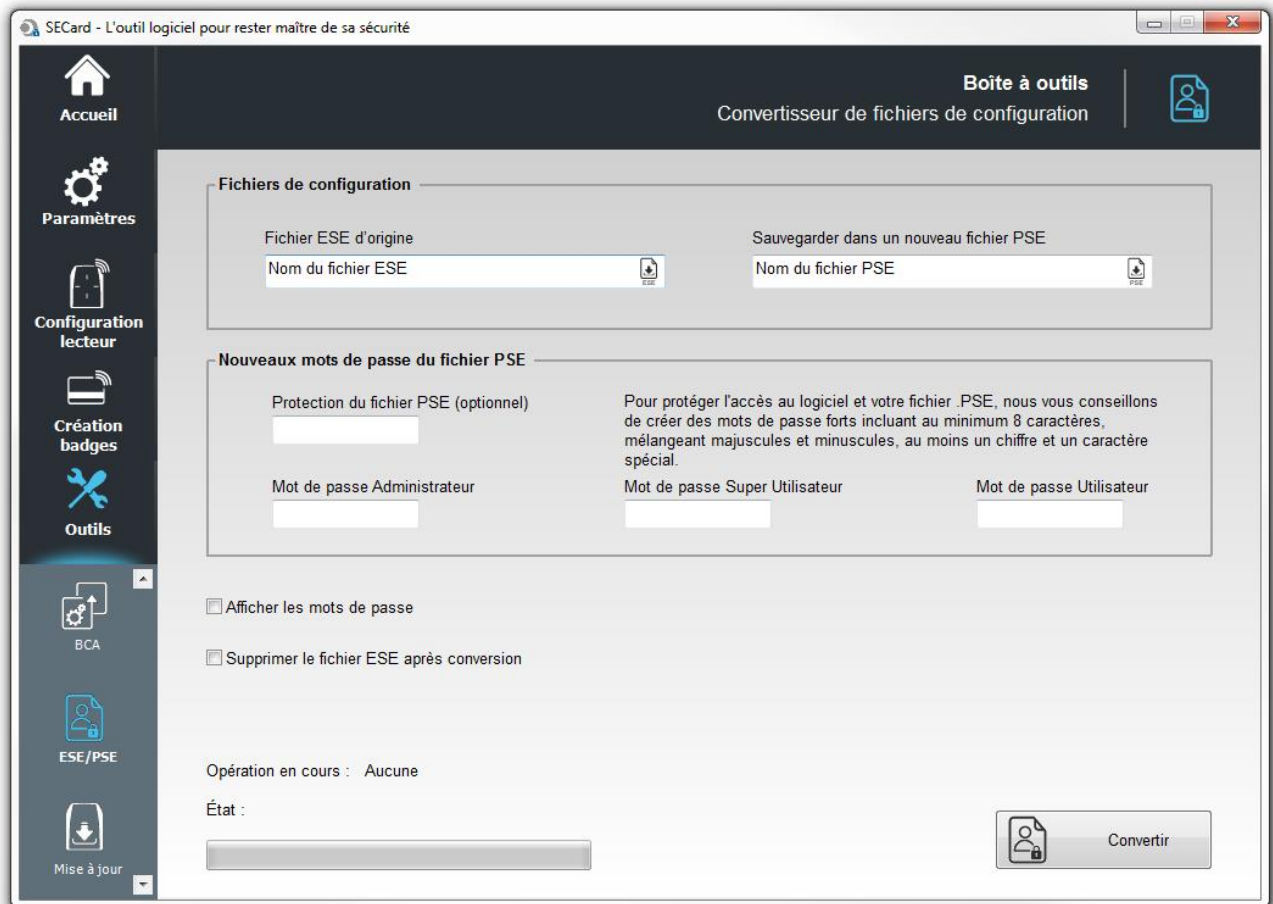 SECard - L'outil logiciel pour rester maître de sa sécurité
Accueil
Boîte à outils
Convertisseur de fichiers de configuration
Paramètres
Configuration
lecteur
Création
badges
Outils
BCA
ESE/PSE
Mise à jour
Fichiers de configuration
Fichier ESE d'origine
Sauvegarder dans un nouveau fichier PSE
Nom du fichier ESE
ESE
Nom du fichier PSE
PSE
Nouveaux mots de passe du fichier PSE
Protection du fichier PSE (optionnel)
Pour protéger l'accès au logiciel et votre fichier .PSE, nous vous conseillons
de créer des mots de passe forts incluant au minimum 8 caractères,
mélangeant majuscules et minuscules, au moins un chiffre et un caractère
spécial.
Mot de passe Administrateur
Mot de passe Super Utilisateur
Mot de passe Utilisateur
Afficher les mots de passe
Supprimer le fichier ESE après conversion
Opération en cours : Aucune
État :
Convertir